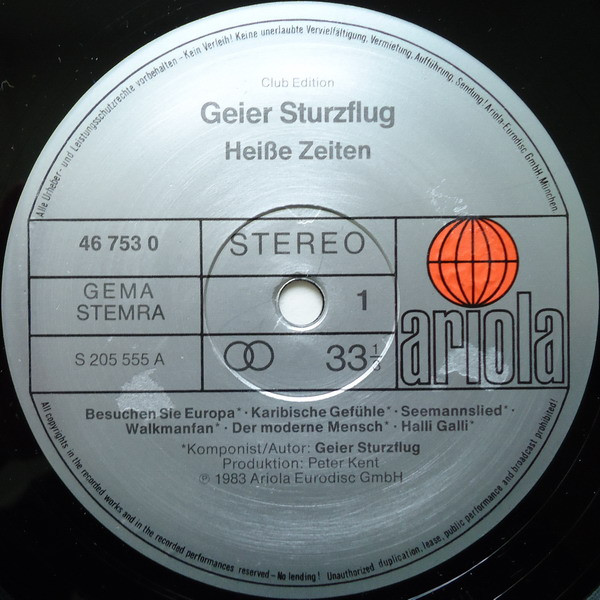 Alle Urheber- und Leistungsschutzrechte vorbehalten - Kein Verleih! Keine unerlaubte Vervielfältigung, Vermietung, Aufführung, Sendung! Ariola-Eurodisc GmbH München
Club Edition
Geier Sturzflug
Heiße Zeiten
46 753 0
STEREO
GEMA
STEMRA
1
S 205 555 A
33 1/3
ariola
Besuchen Sie Europa* · Karibische Gefühle* · Seemannslied* ·
Walkmanfan* · Der moderne Mensch* · Halli Galli*
*Komponist/Autor: Geier Sturzflug
Produktion: Peter Kent
℗ 1983 Ariola Eurodisc GmbH
All copyrights in the recorded works and in the recorded performances reserved – No lending! Unauthorized duplication, lease, public performance and broadcast prohibited!